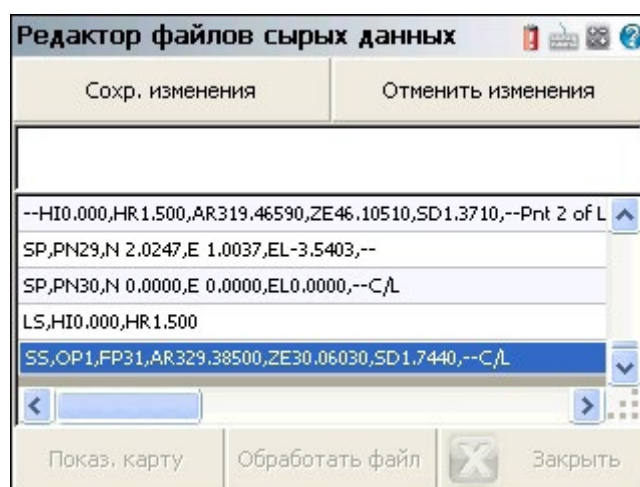 Редактор файлов сырых данных
Сохр. изменения Отменить изменения
--HI0.000,HR1.500,AR319.46590,ZE46.10510,SD1.3710,--Pnt 2 of L
SP,PN29,N 2.0247,E 1.0037,EL-3.5403,--
SP,PN30,N 0.0000,E 0.0000,EL0.0000,--C/L
LS,HI0.000,HR1.500
SS,OP1,FP31,AR329.38500,ZE30.06030,SD1.7440,--C/L
Показ. карту Обработать файл Закрыть